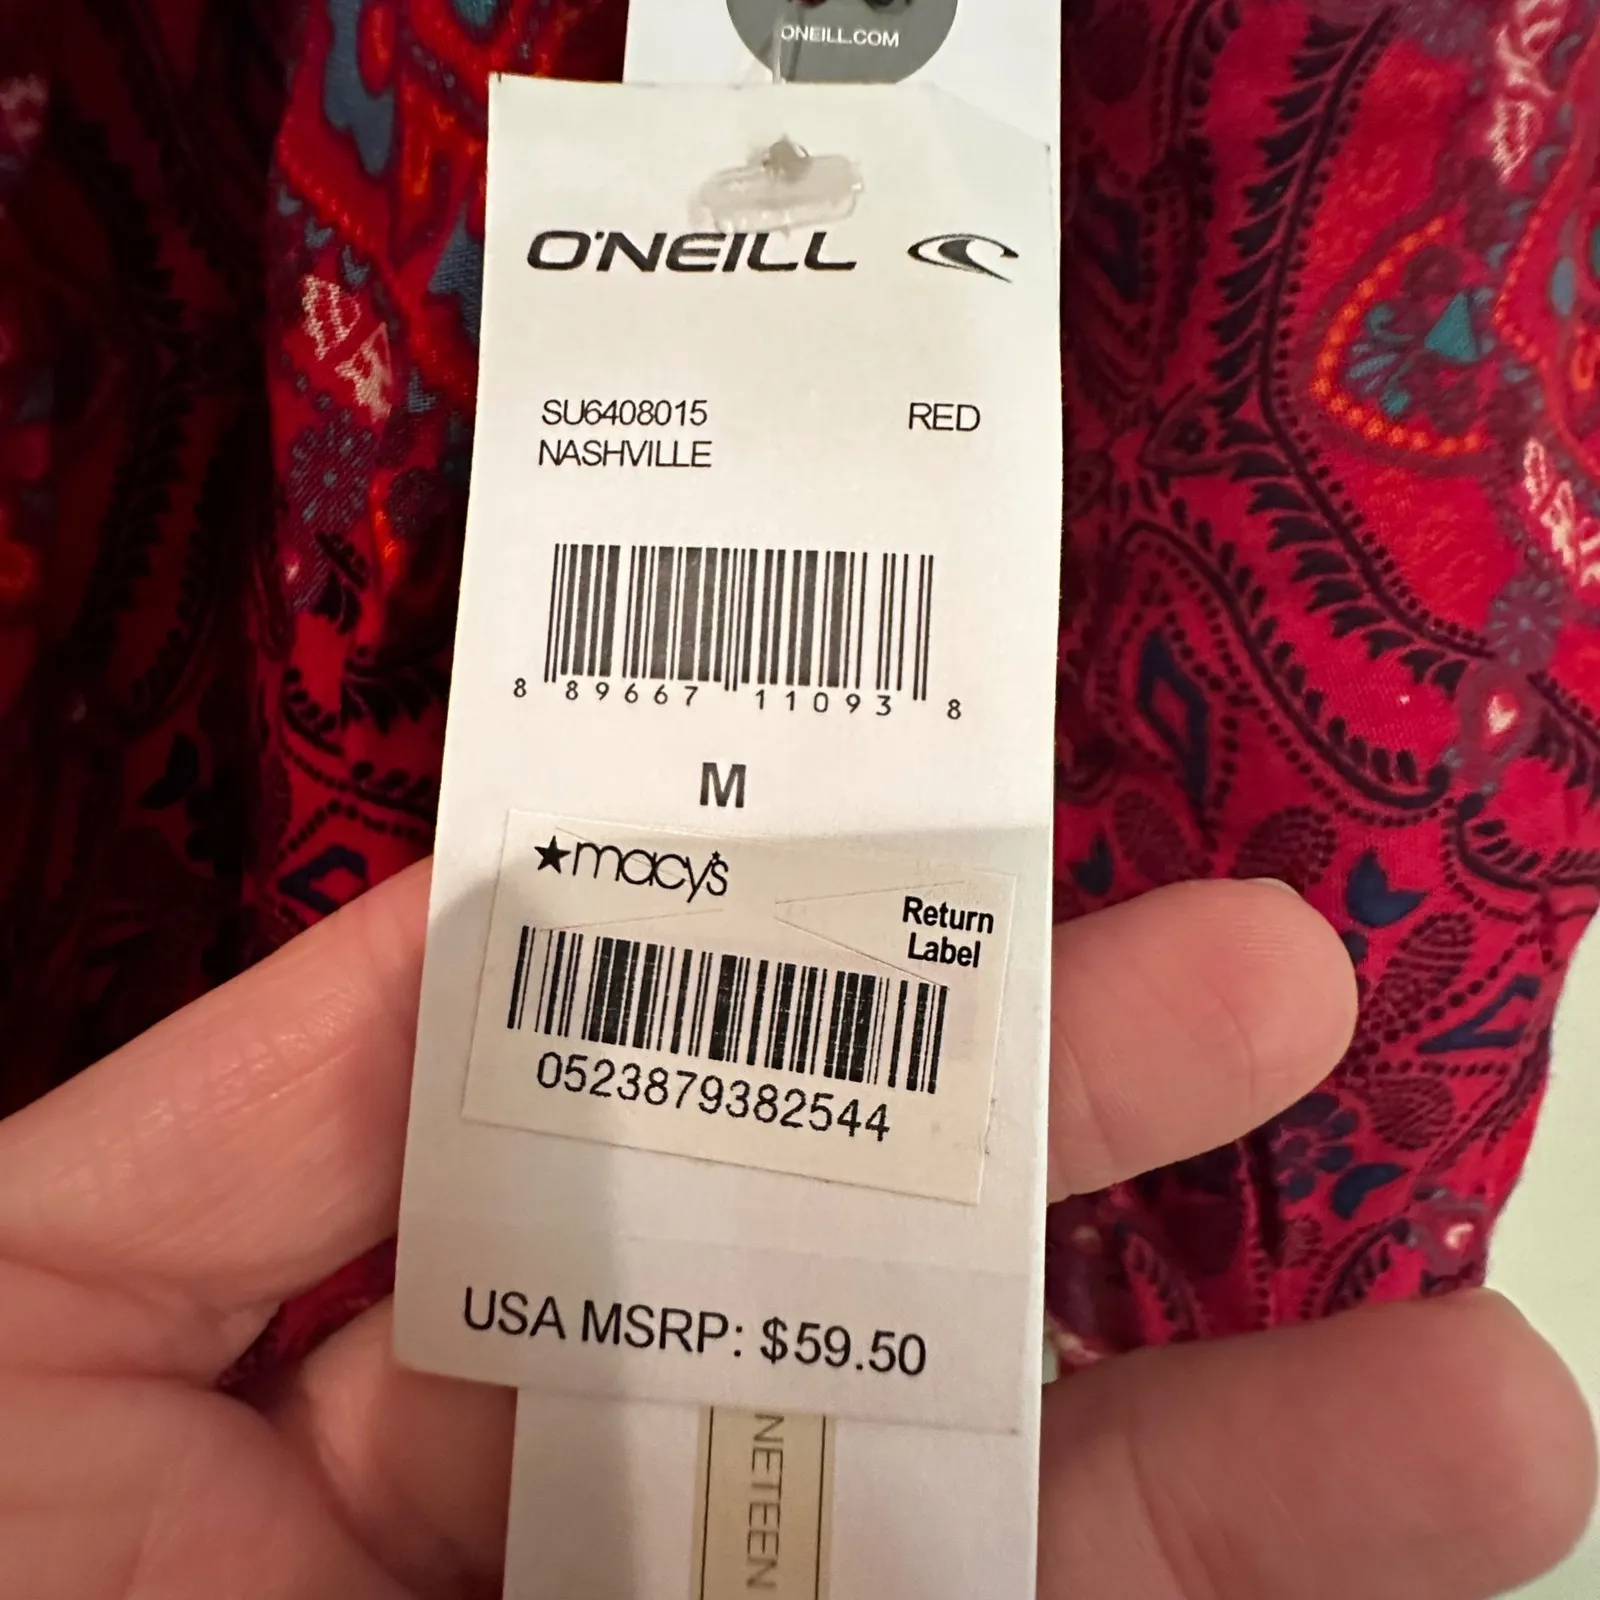 ONEILL.COM
O'NEILL
SU6408015 RED
NASHVILLE
8 89667 11093 8
M
★macy's
Return
Label
0523879382544
USA MSRP: $59.50
NETEEN